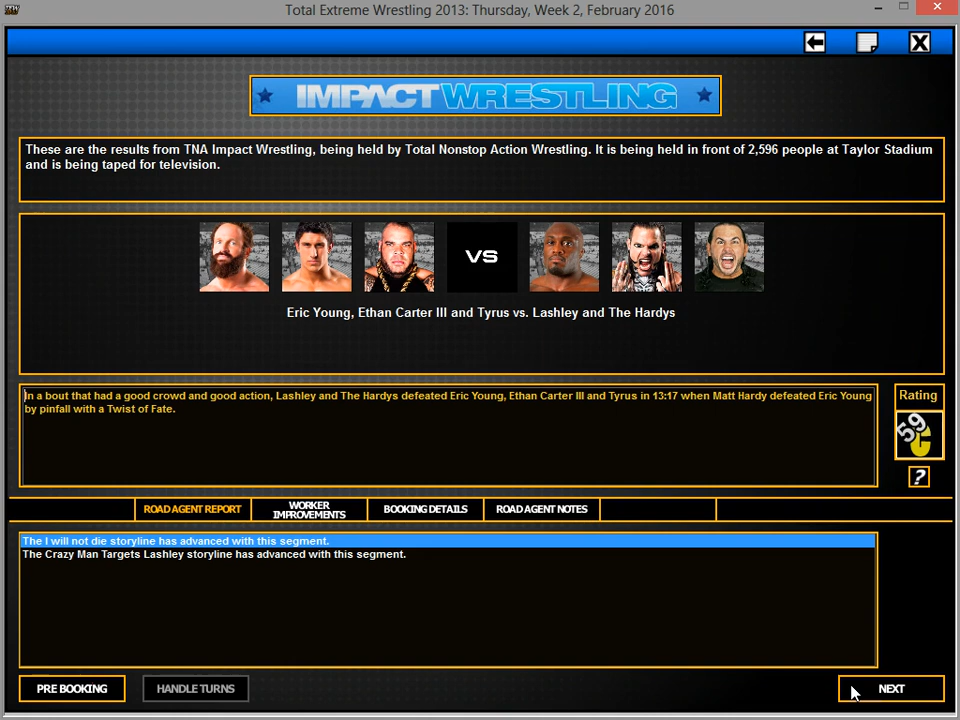 Total Extreme Wrestling 2013: Thursday, Week 2, February 2016
IMPACT WRESTLING
These are the results from TNA Impact Wrestling, being held by Total Nonstop Action Wrestling. It is being held in front of 2,596 people at Taylor Stadium
and is being taped for television.
VS
Eric Young, Ethan Carter III and Tyrus vs. Lashley and The Hardys
In a bout that had a good crowd and good action, Lashley and The Hardys defeated Eric Young, Ethan Carter III and Tyrus in 13:17 when Matt Hardy defeated Eric Young
by pinfall with a Twist of Fate.
Rating
59
C
?
ROAD AGENT REPORT
WORKER
IMPROVEMENTS
BOOKING DETAILS
ROAD AGENT NOTES
The I will not die storyline has advanced with this segment.
The Crazy Man Targets Lashley storyline has advanced with this segment.
PRE BOOKING
HANDLE TURNS
NEXT